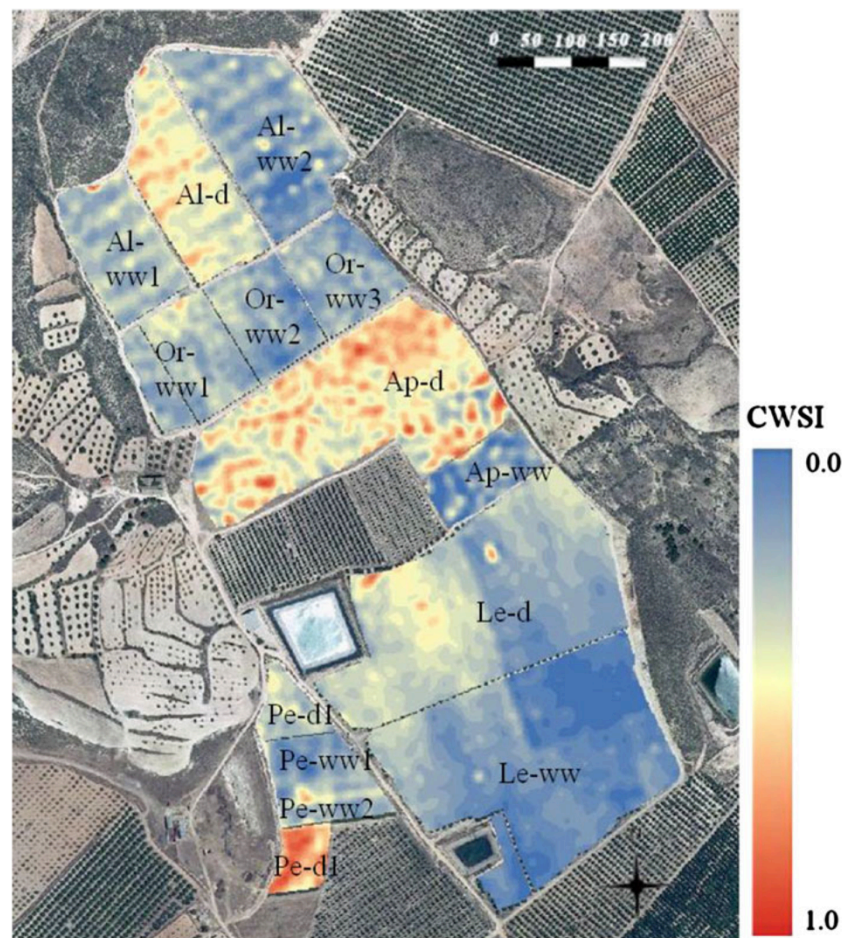 0 50 100 150 200
Al-
ww2
Al-d
Al-
ww1
Or-
ww3
Or-
ww2
Or-
ww1
Ap-d
Ap-ww
CWSI
0.0
Le-d
Pe-d1
Pe-ww1
Le-ww
Pe-ww2
Pe-d1
1.0